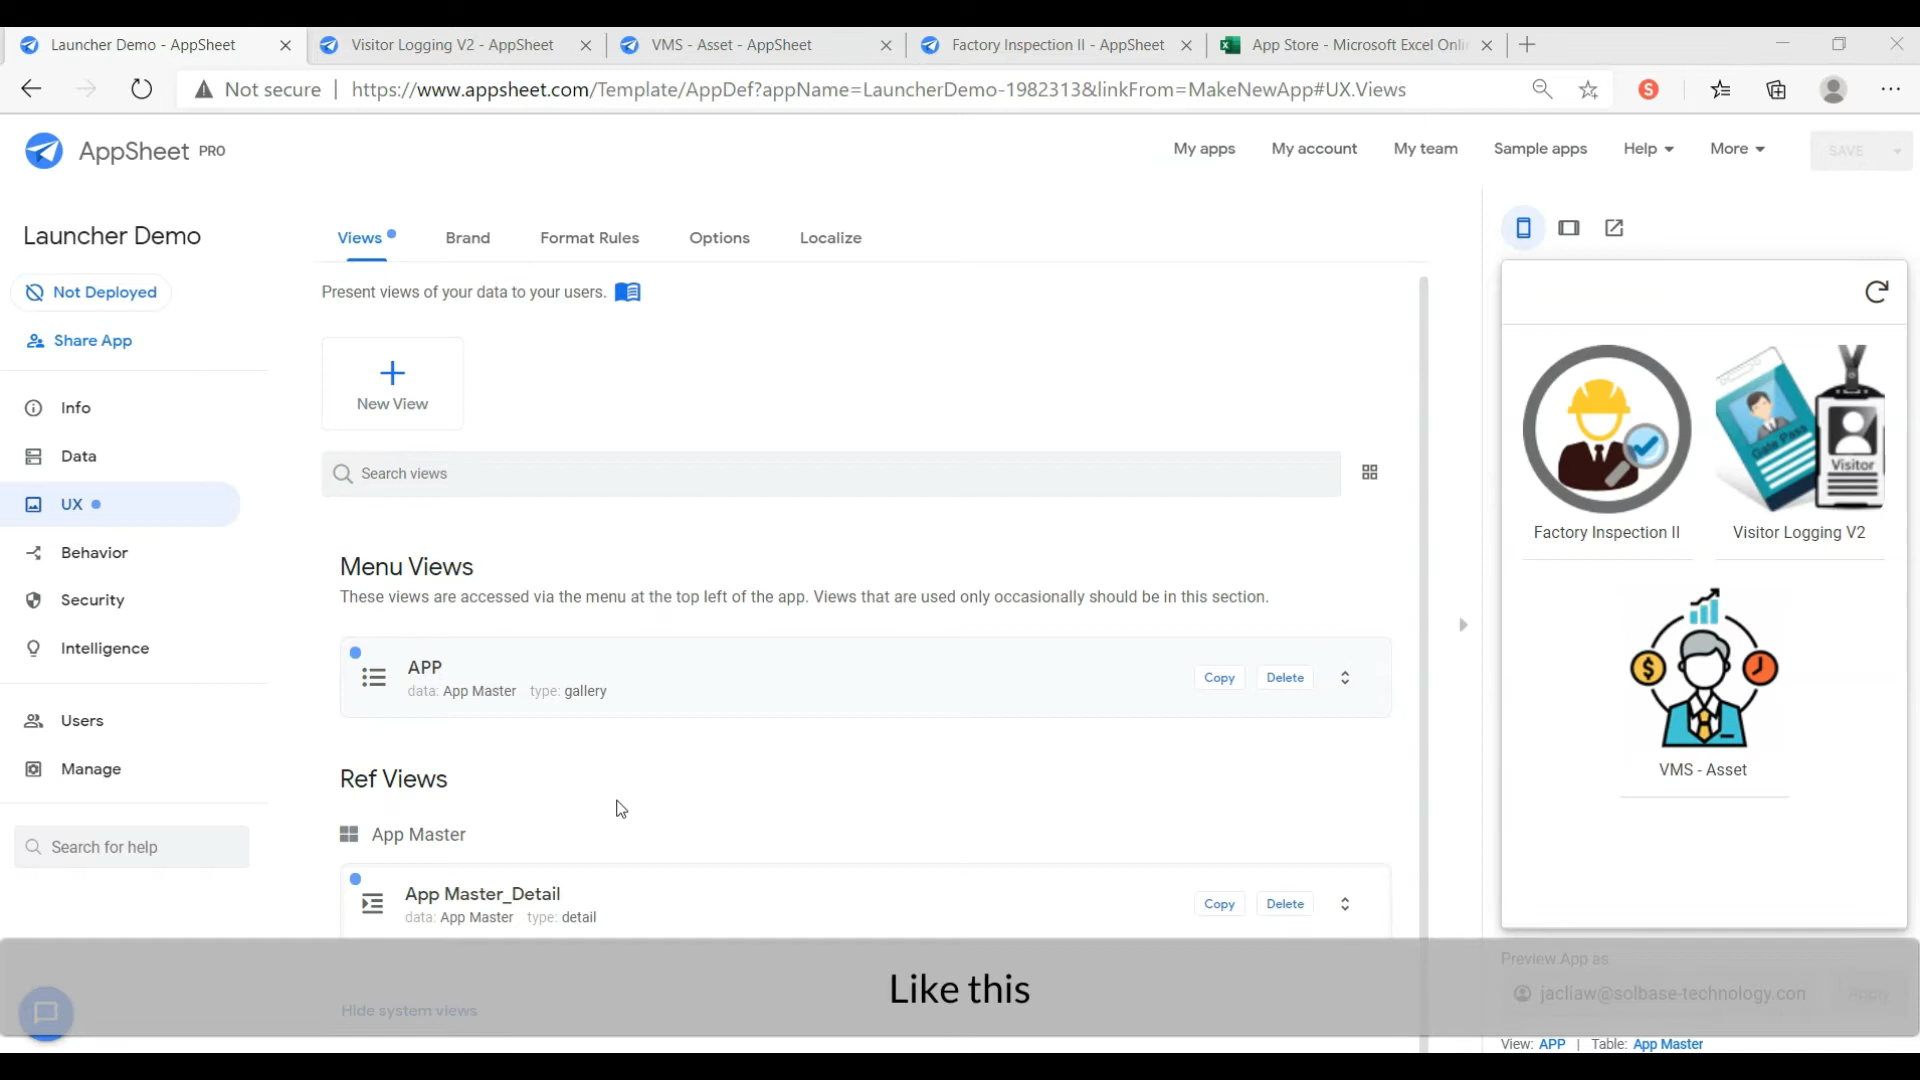 Launcher Demo - AppSheet
Visitor Logging V2 - AppSheet
VMS - Asset - AppSheet
Factory Inspection II - AppSheet
App Store - Microsoft Excel Onli
Not secure
https://www.appsheet.com/Template/AppDef?appName=LauncherDemo-1982313&linkFrom=MakeNewApp#UX.Views
S
AppSheet PRO
My apps
My account
My team
Sample apps
Help
More
SAVE
Launcher Demo
Not Deployed
Share App
Info
Data
UX
Behavior
Security
Intelligence
Users
Manage
Search for help
Views
Brand
Format Rules
Options
Localize
Present views of your data to your users.
New View
Search views
Menu Views
These views are accessed via the menu at the top left of the app. Views that are used only occasionally should be in this section.
APP
data: App Master type: gallery
Copy
Delete
Ref Views
App Master
App Master_Detail
data: App Master type: detail
Copy
Delete
Hide system views
Gate Pass
Visitor
Factory Inspection II
Visitor Logging V2
$
VMS - Asset
Preview App as
jacliaw@solbase-technology.con
Apply
View: APP | Table: App Master
Like this